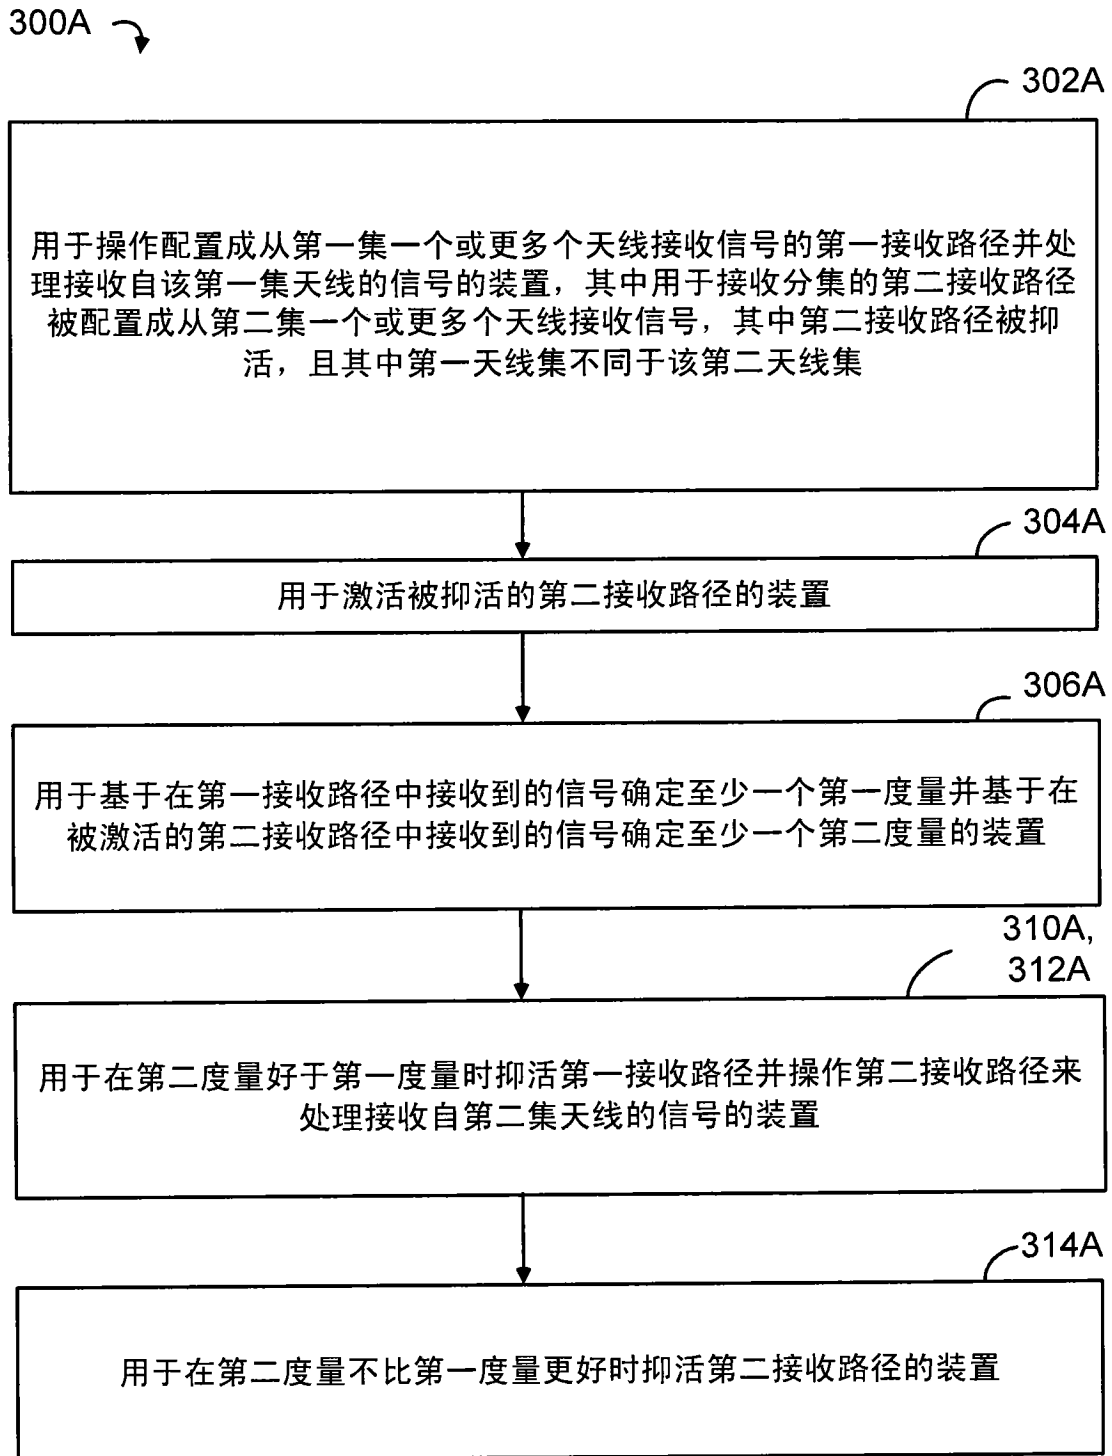 300A
302A
用于操作配置成从第一集一个或更多个天线接收信号的第一接收路径并处
理接收自该第一集天线的信号的装置，其中用于接收分集的第二接收路径
被配置成从第二集一个或更多个天线接收信号，其中第二接收路径被抑
活，且其中第一天线集不同于该第二天线集
304A
用于激活被抑活的第二接收路径的装置
306A
用于基于在第一接收路径中接收到的信号确定至少一个第一度量并基于在
被激活的第二接收路径中接收到的信号确定至少一个第二度量的装置
310A,
312A
用于在第二度量好于第一度量时抑活第一接收路径并操作第二接收路径来
处理接收自第二集天线的信号的装置
314A
用于在第二度量不比第一度量更好时抑活第二接收路径的装置